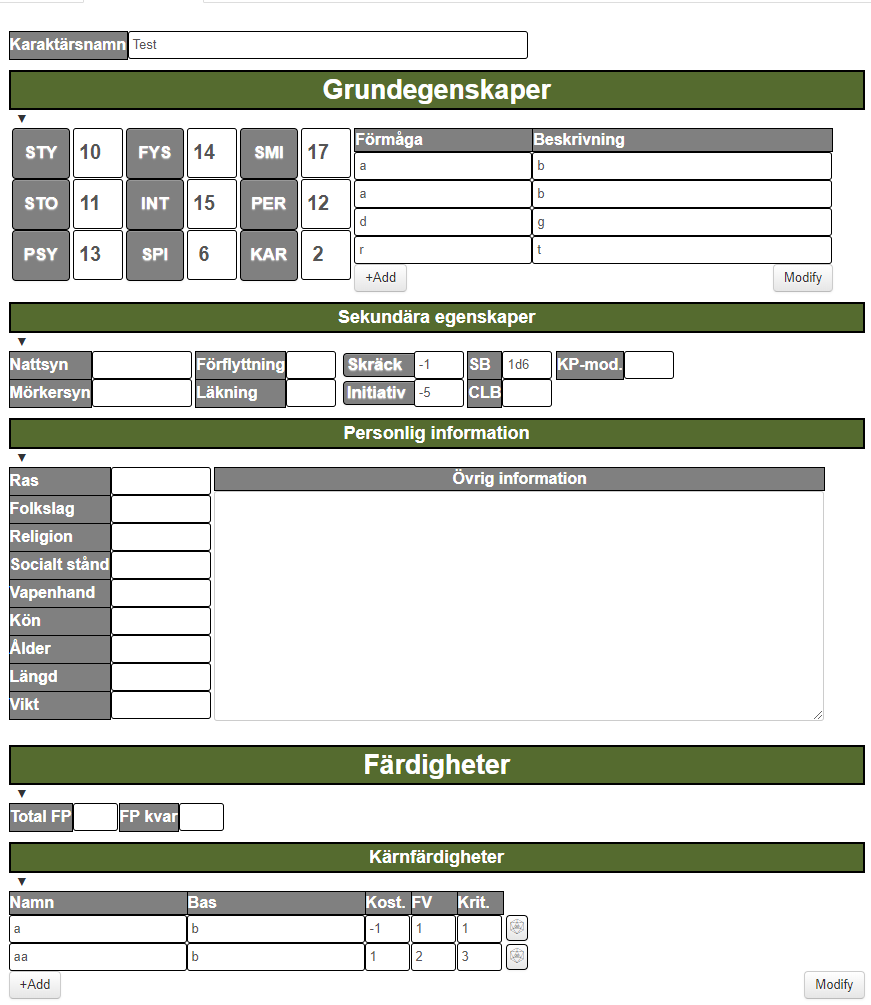 Karaktärsnamn Test
Grundegenskaper
▼
STY 10 FYS 14 SMI 17 Förmåga Beskrivning
a b
STO 11 INT 15 PER 12 a b
d g
PSY 13 SPI 6 KAR 2 r t
+Add Modify
Sekundära egenskaper
▼
Nattsyn Förflyttning Skräck -1 SB 1d6 KP-mod.
Mörkersyn Läkning Initiativ -5 CLB
Personlig information
▼
Ras Övrig information
Folkslag
Religion
Socialt stånd
Vapenhand
Kön
Ålder
Längd
Vikt
Färdigheter
▼
Total FP FP kvar
Kärnfärdigheter
▼
Namn Bas Kost. FV Krit.
a b -1 1 1
aa b 1 2 3
+Add Modify